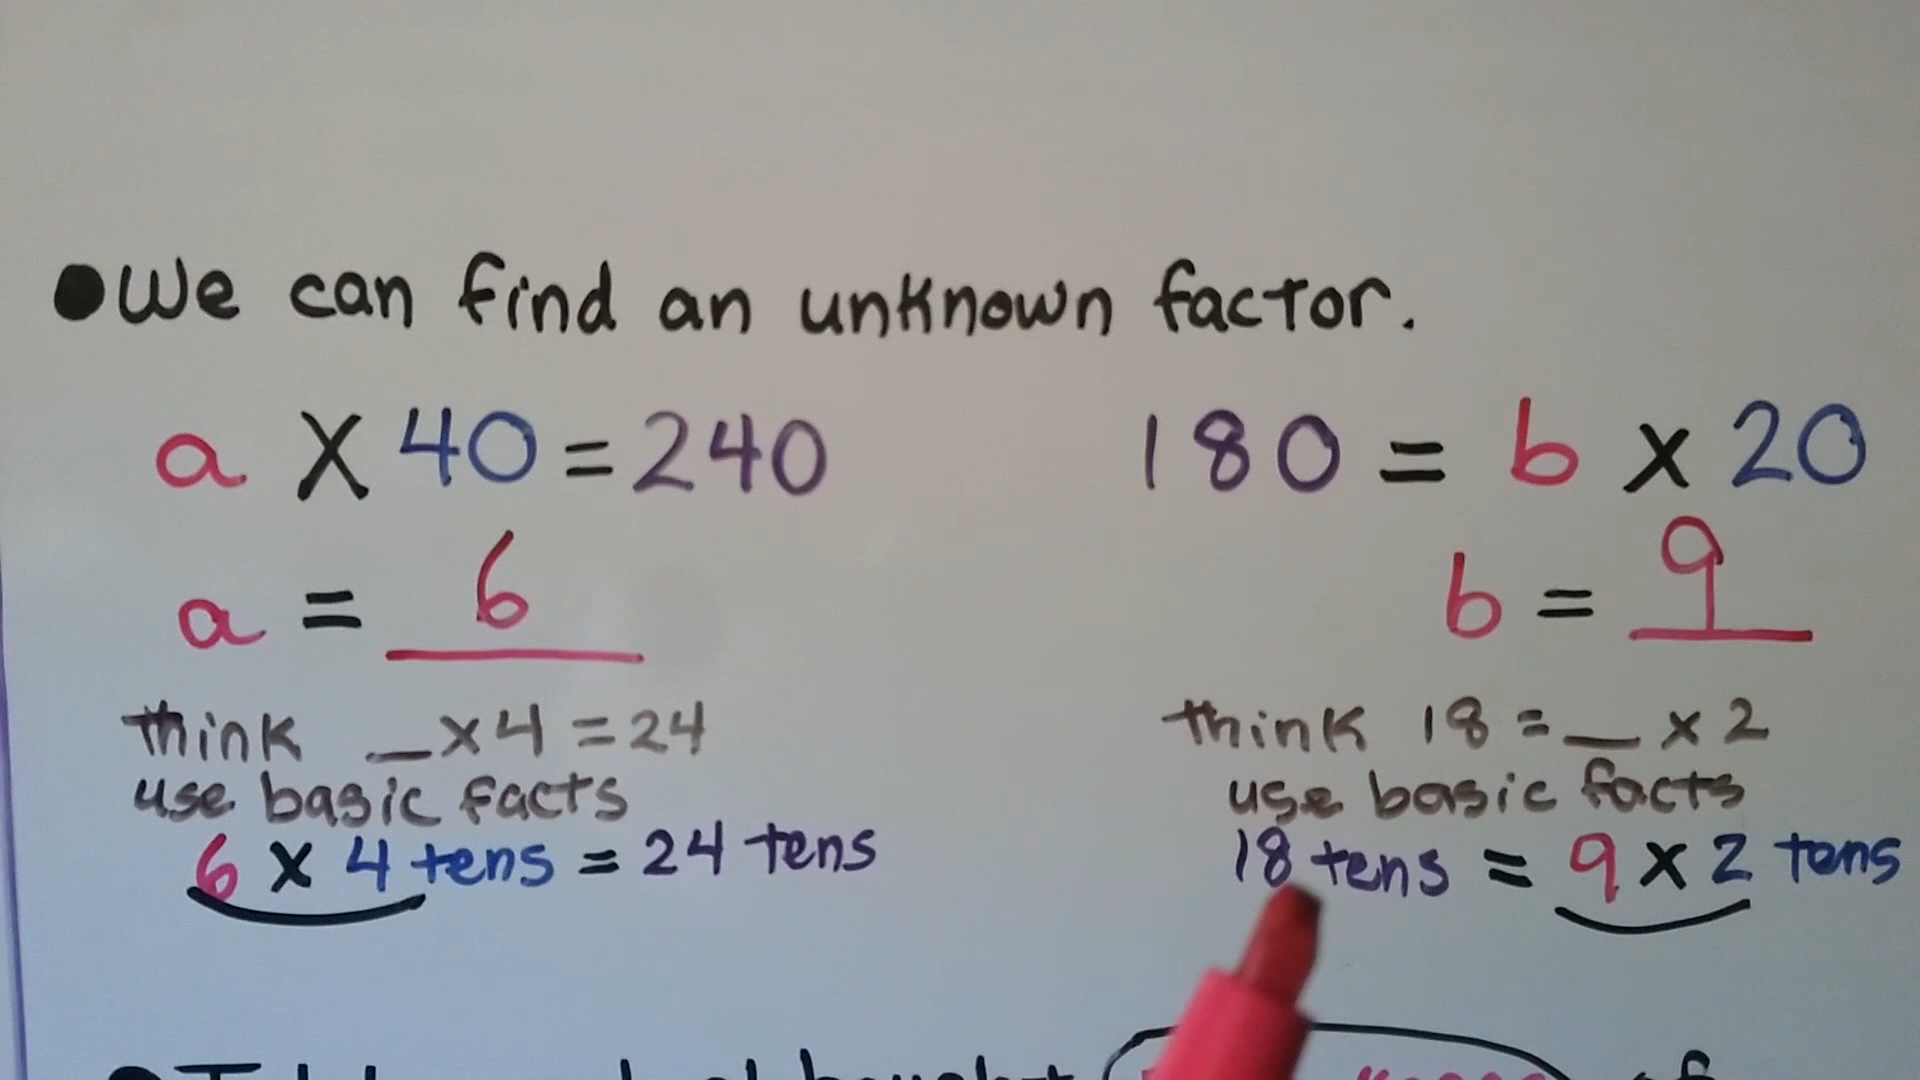 ●We can find an unknown factor.
a X 40 = 240
a = 6
think _ x 4 = 24
use basic facts
6 x 4 tens = 24 tens
180 = b x 20
b = 9
think 18 = _ x 2
use basic facts
18 tens = 9 x 2 tens